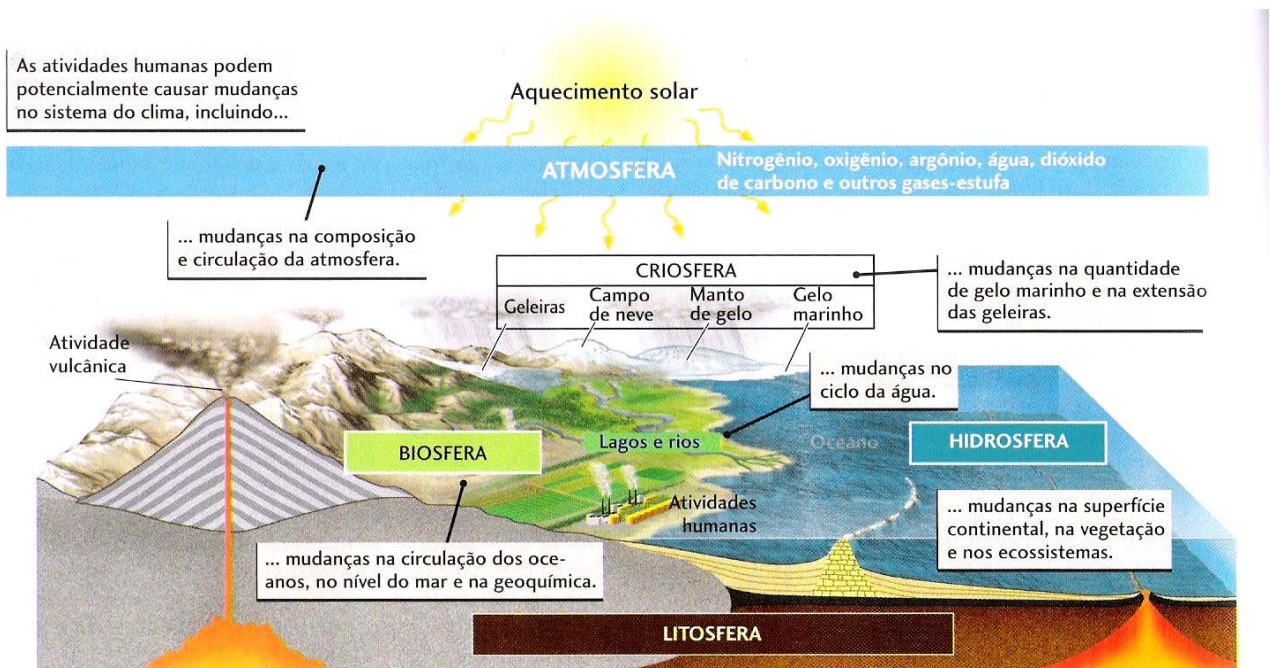 As atividades humanas podem
potencialmente causar mudanças
no sistema do clima, incluindo...
Aquecimento solar
ATMOSFERA
Nitrogênio, oxigênio, argônio, água, dióxido
de carbono e outros gases-estufa
... mudanças na composição
e circulação da atmosfera.
CRIOSFERA
Geleiras
Campo
de neve
Manto
de gelo
Gelo
marinho
... mudanças na quantidade
de gelo marinho e na extensão
das geleiras.
Atividade
vulcânica
... mudanças no
ciclo da água.
BIOSFERA
Lagos e rios
Oceano
HIDROSFERA
Atividades
humanas
... mudanças na superfície
continental, na vegetação
e nos ecossistemas.
... mudanças na circulação dos oce-
anos, no nível do mar e na geoquímica.
LITOSFERA